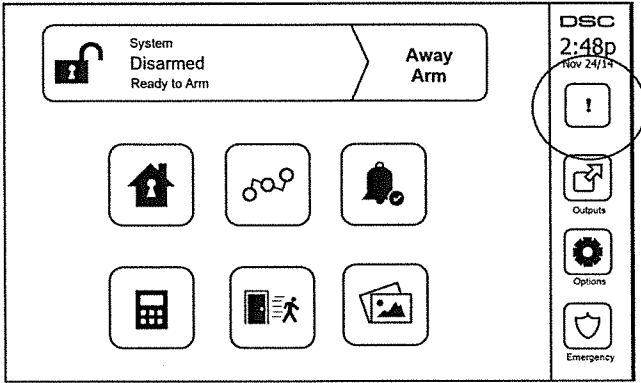 System
Disarmed
Ready to Arm
Away
Arm
DSC
2:48p
Nov 24/14
!
Outputs
Options
Emergency